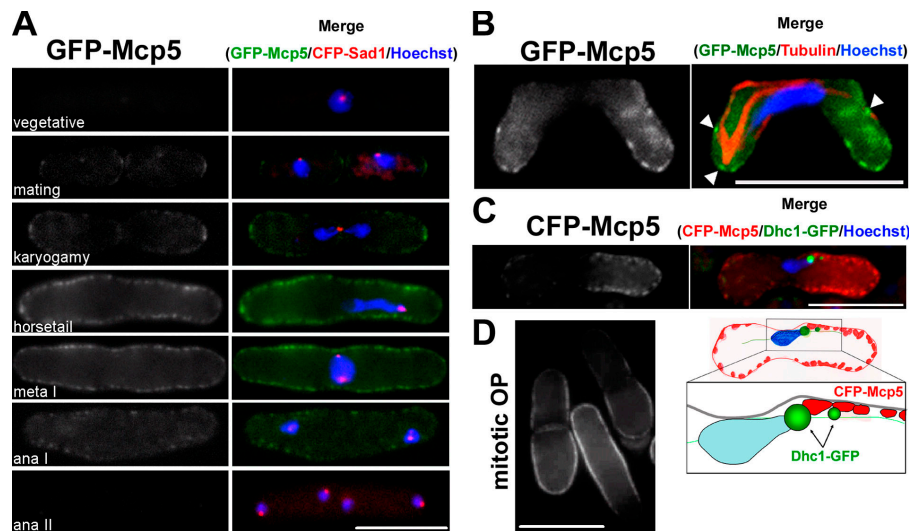 A
GFP-Mcp5
Merge
(GFP-Mcp5/CFP-Sad1/Hoechst)
vegetative
mating
karyogamy
horsetail
meta I
ana I
ana II
B
GFP-Mcp5
Merge
(GFP-Mcp5/Tubulin/Hoechst)
C
CFP-Mcp5
Merge
(CFP-Mcp5/Dhc1-GFP/Hoechst)
D
mitotic OP
CFP-Mcp5
Dhc1-GFP